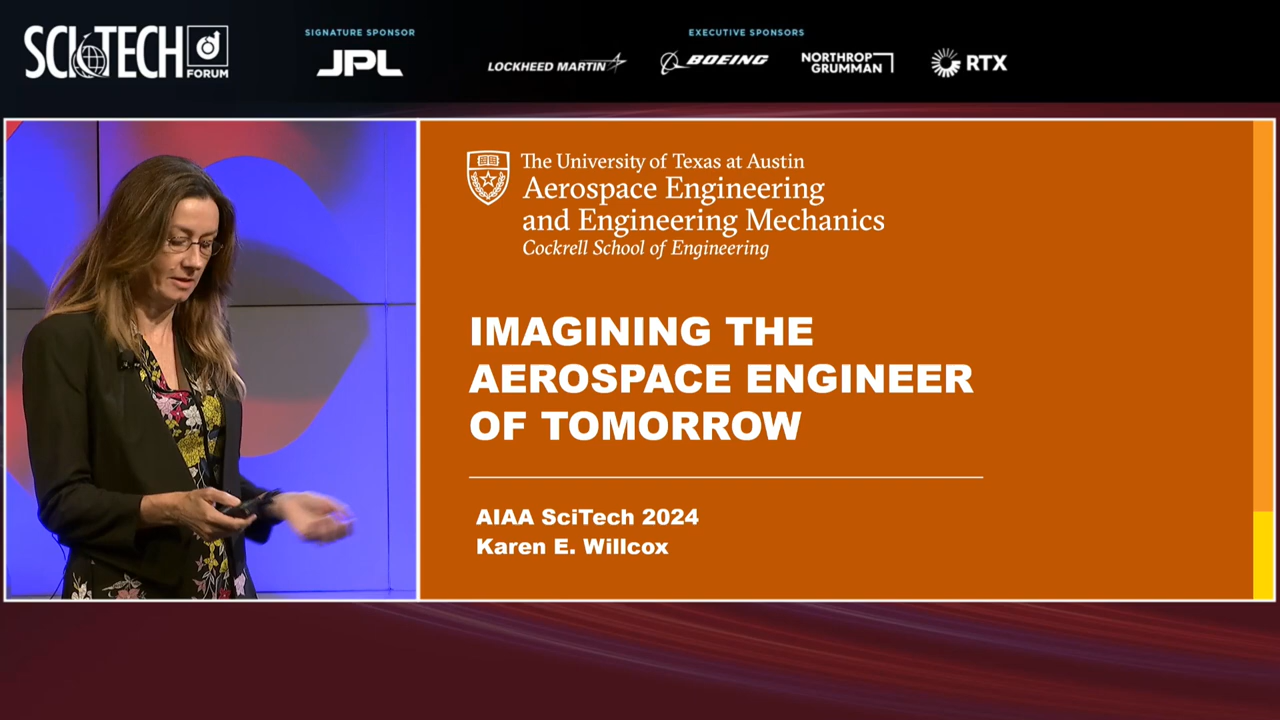 SCITECH
FORUM
SIGNATURE SPONSOR
JPL
EXECUTIVE SPONSORS
LOCKHEED MARTIN
BOEING
NORTHROP
GRUMMAN
RTX
The University of Texas at Austin
Aerospace Engineering
and Engineering Mechanics
Cockrell School of Engineering
IMAGINING THE
AEROSPACE ENGINEER
OF TOMORROW
AIAA SciTech 2024
Karen E. Willcox